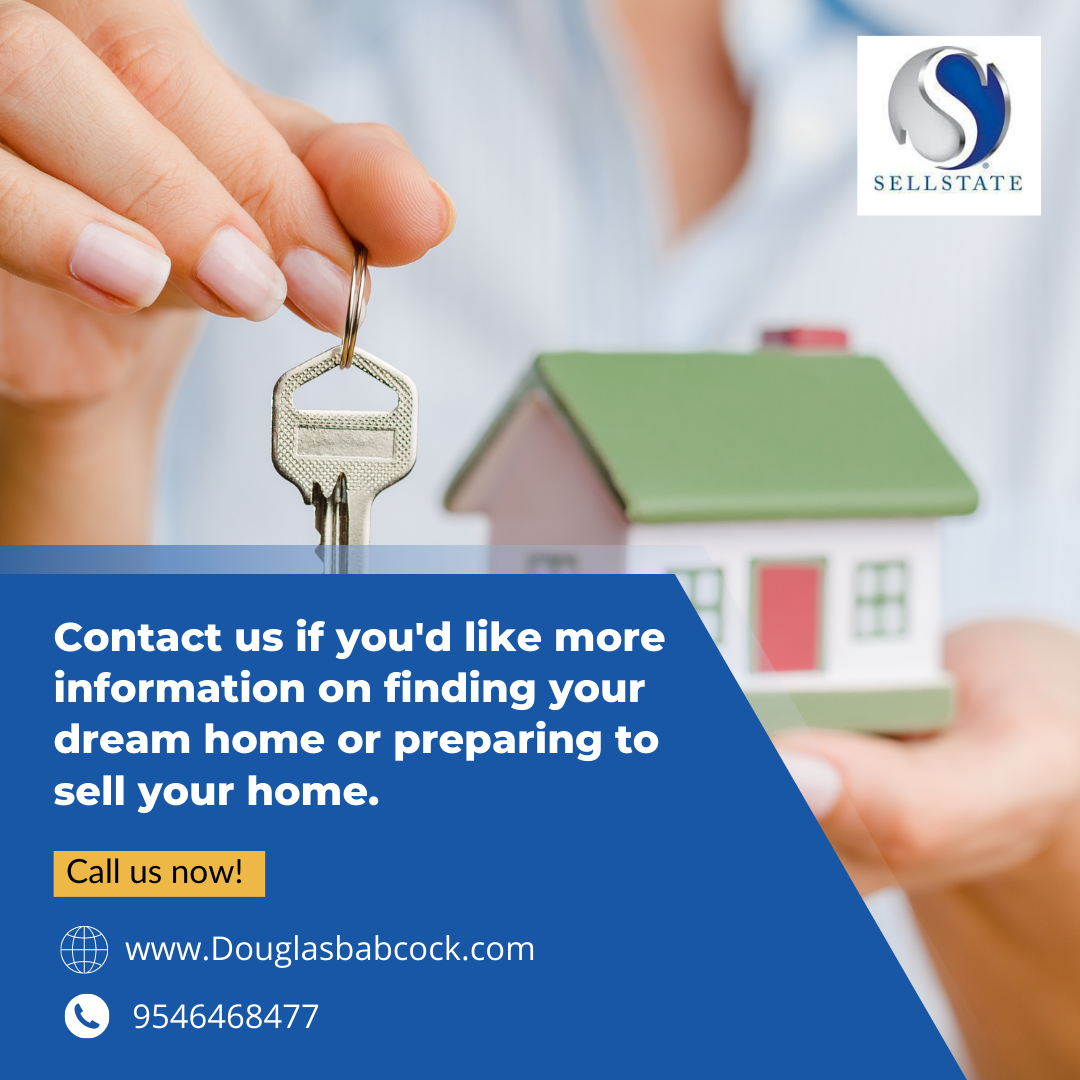 SELLSTATE
Contact us if you'd like more
information on finding your
dream home or preparing to
sell your home.
Call us now!
www.Douglasbabcock.com
9546468477